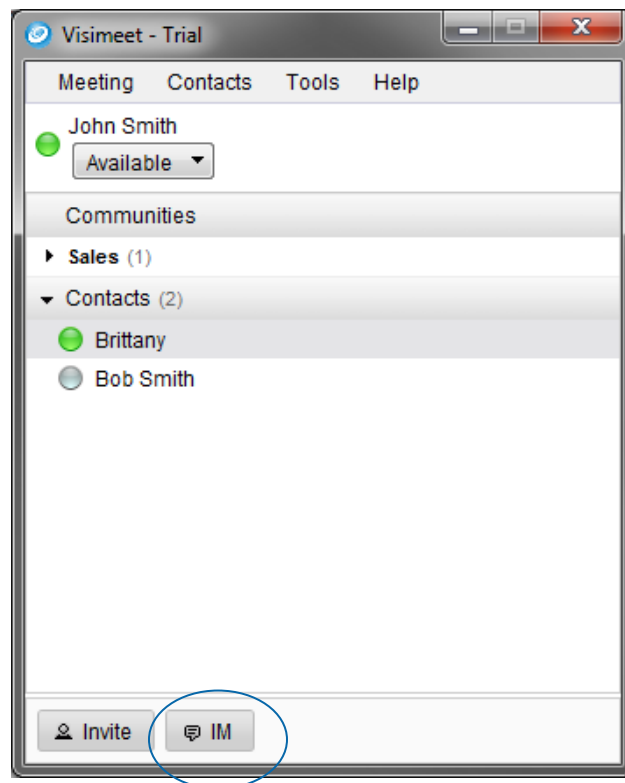 Visimeet - Trial
Meeting Contacts Tools Help
John Smith
Available
Communities
Sales (1)
Contacts (2)
Brittany
Bob Smith
Invite IM